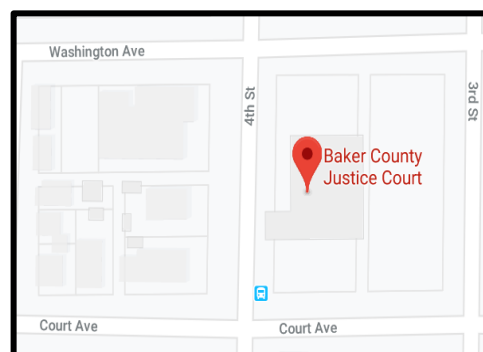 Washington Ave
4th St
3rd St
Baker County
Justice Court
Court Ave
Court Ave